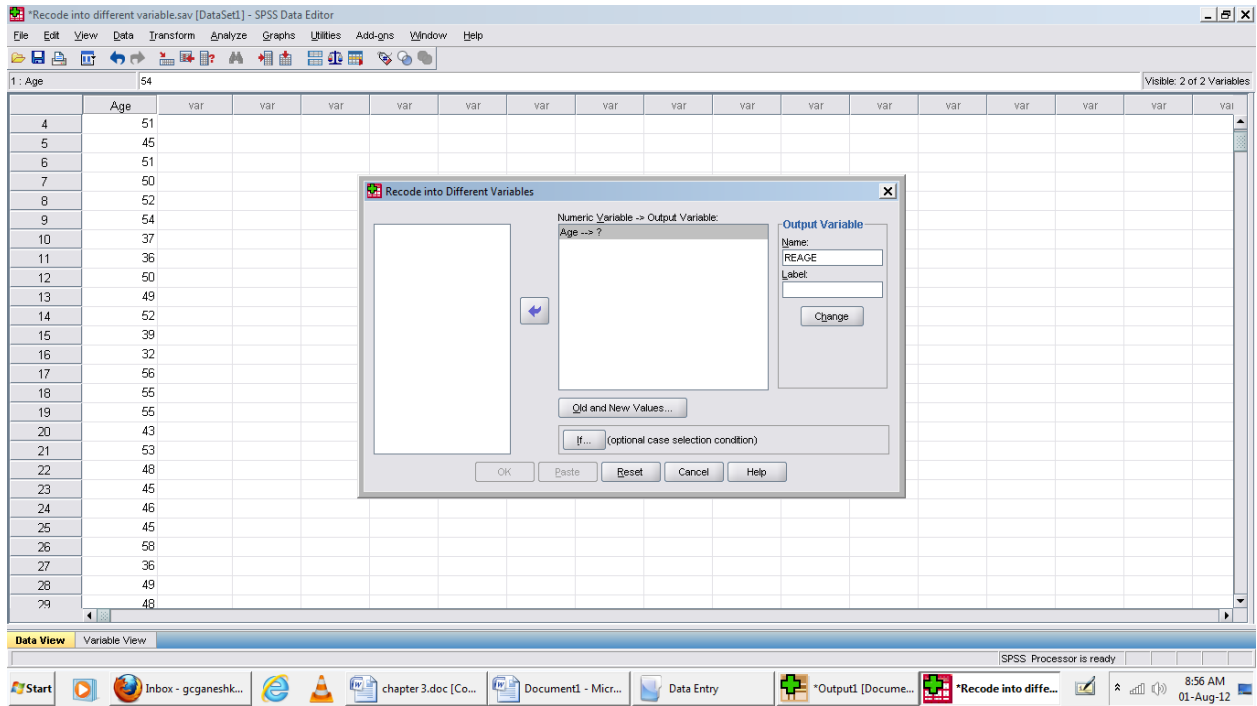 *Recode into different variable.sav [DataSet1] - SPSS Data Editor
File Edit View Data Transform Analyze Graphs Utilities Add-ons Window Help
1 : Age 54 Visible: 2 of 2 Variables
Age var var var var var var var var var var var var var var var var
4 51
5 45
6 51
7 50
8 52
9 54
10 37
11 36
12 50
13 49
14 52
15 39
16 32
17 56
18 55
19 55
20 43
21 53
22 48
23 45
24 46
25 45
26 58
27 36
28 49
29 48
Recode into Different Variables
Numeric Variable -> Output Variable:
Age --> ?
Output Variable
Name:
REAGE
Label:
Change
Old and New Values...
If... (optional case selection condition)
OK Paste Reset Cancel Help
Data View Variable View
SPSS Processor is ready
Start Inbox - gcganeshk... chapter 3.doc [Co... Document1 - Micr... Data Entry *Output1 [Docume... *Recode into diffe... 8:56 AM
01-Aug-12